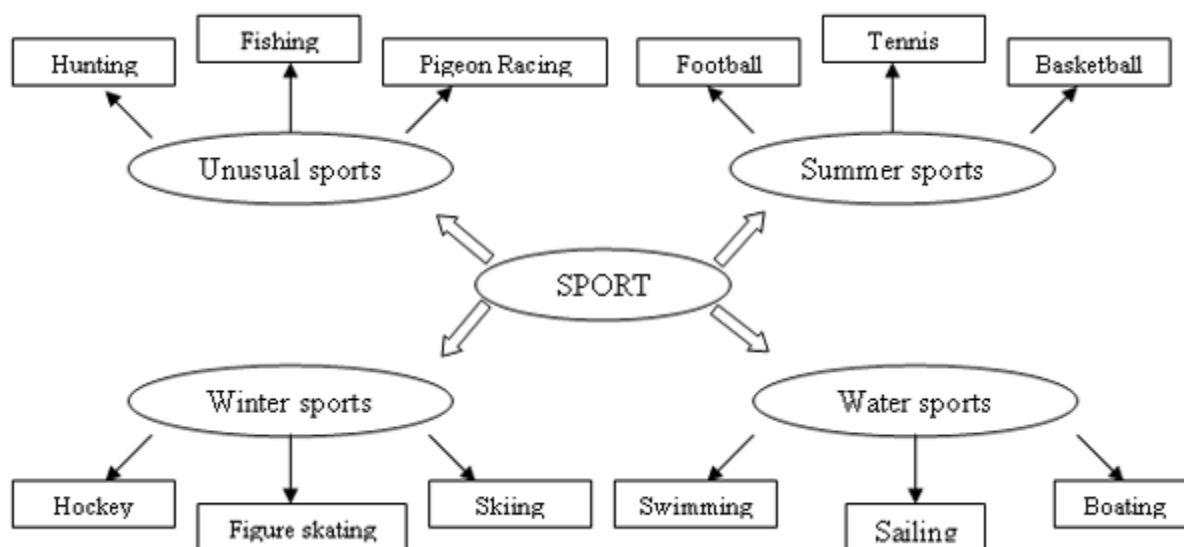 Fishing
Tennis
Hunting
Pigeon Racing
Football
Basketball
Unusual sports
Summer sports
SPORT
Winter sports
Water sports
Hockey
Figure skating
Skiing
Swimming
Sailing
Boating